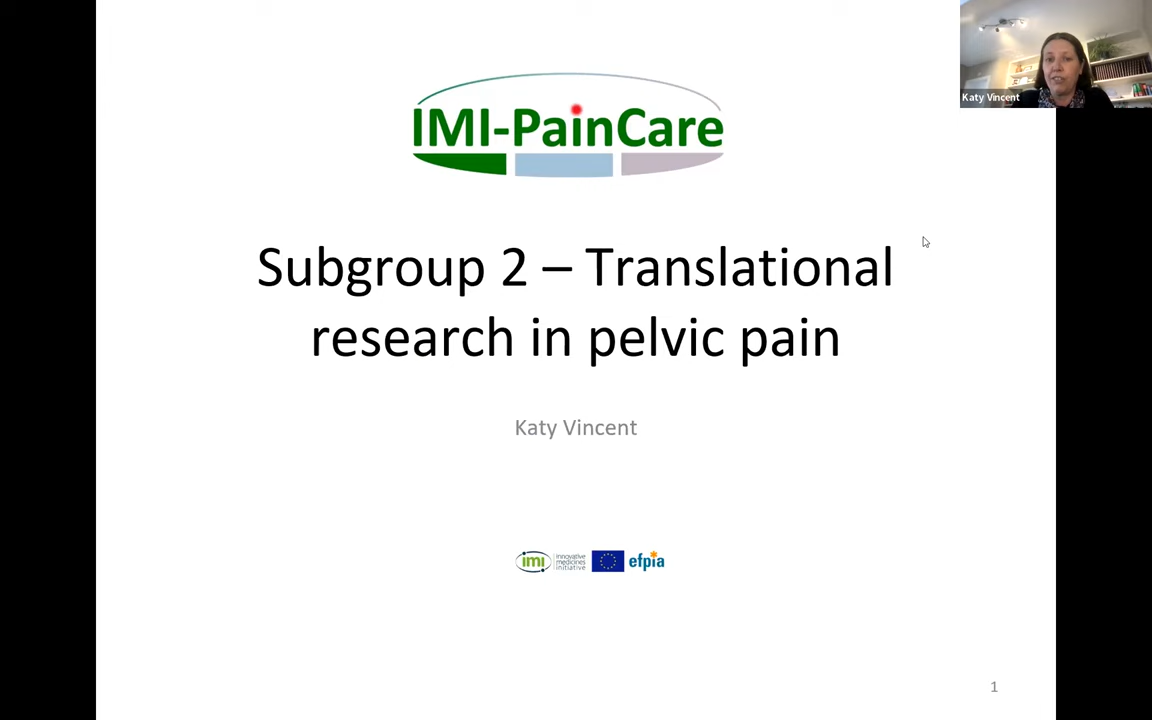 Katy Vincent
IMI-PainCare
Subgroup 2 – Translational
research in pelvic pain
Katy Vincent
imi
innovative
medicines
initiative
efpia
1